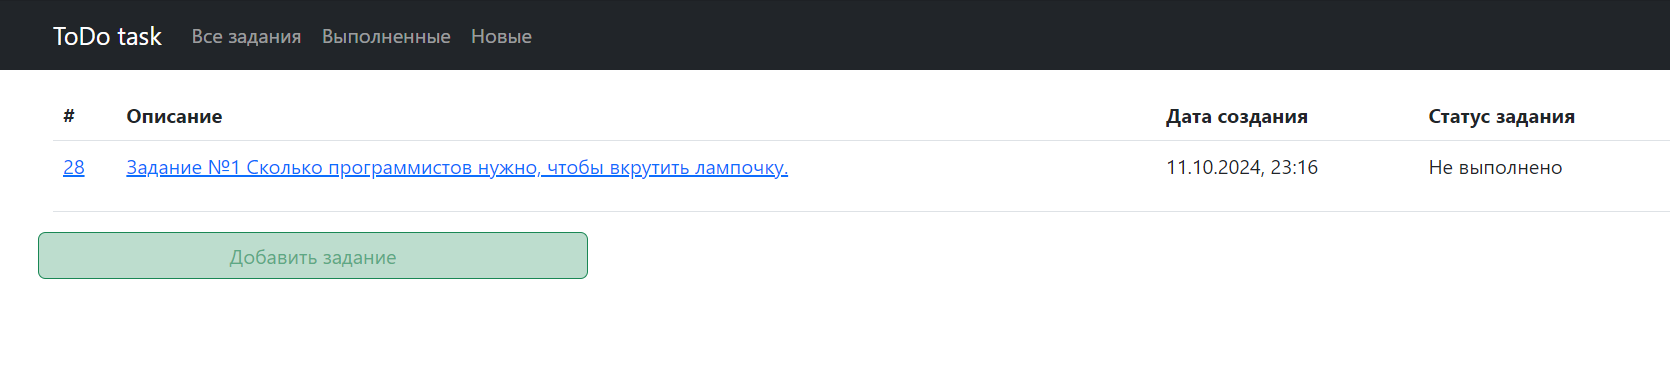 ToDo task Все задания Выполненные Новые
# Описание Дата создания Статус задания
28 Задание №1 Сколько программистов нужно, чтобы вкрутить лампочку. 11.10.2024, 23:16 Не выполнено
Добавить задание